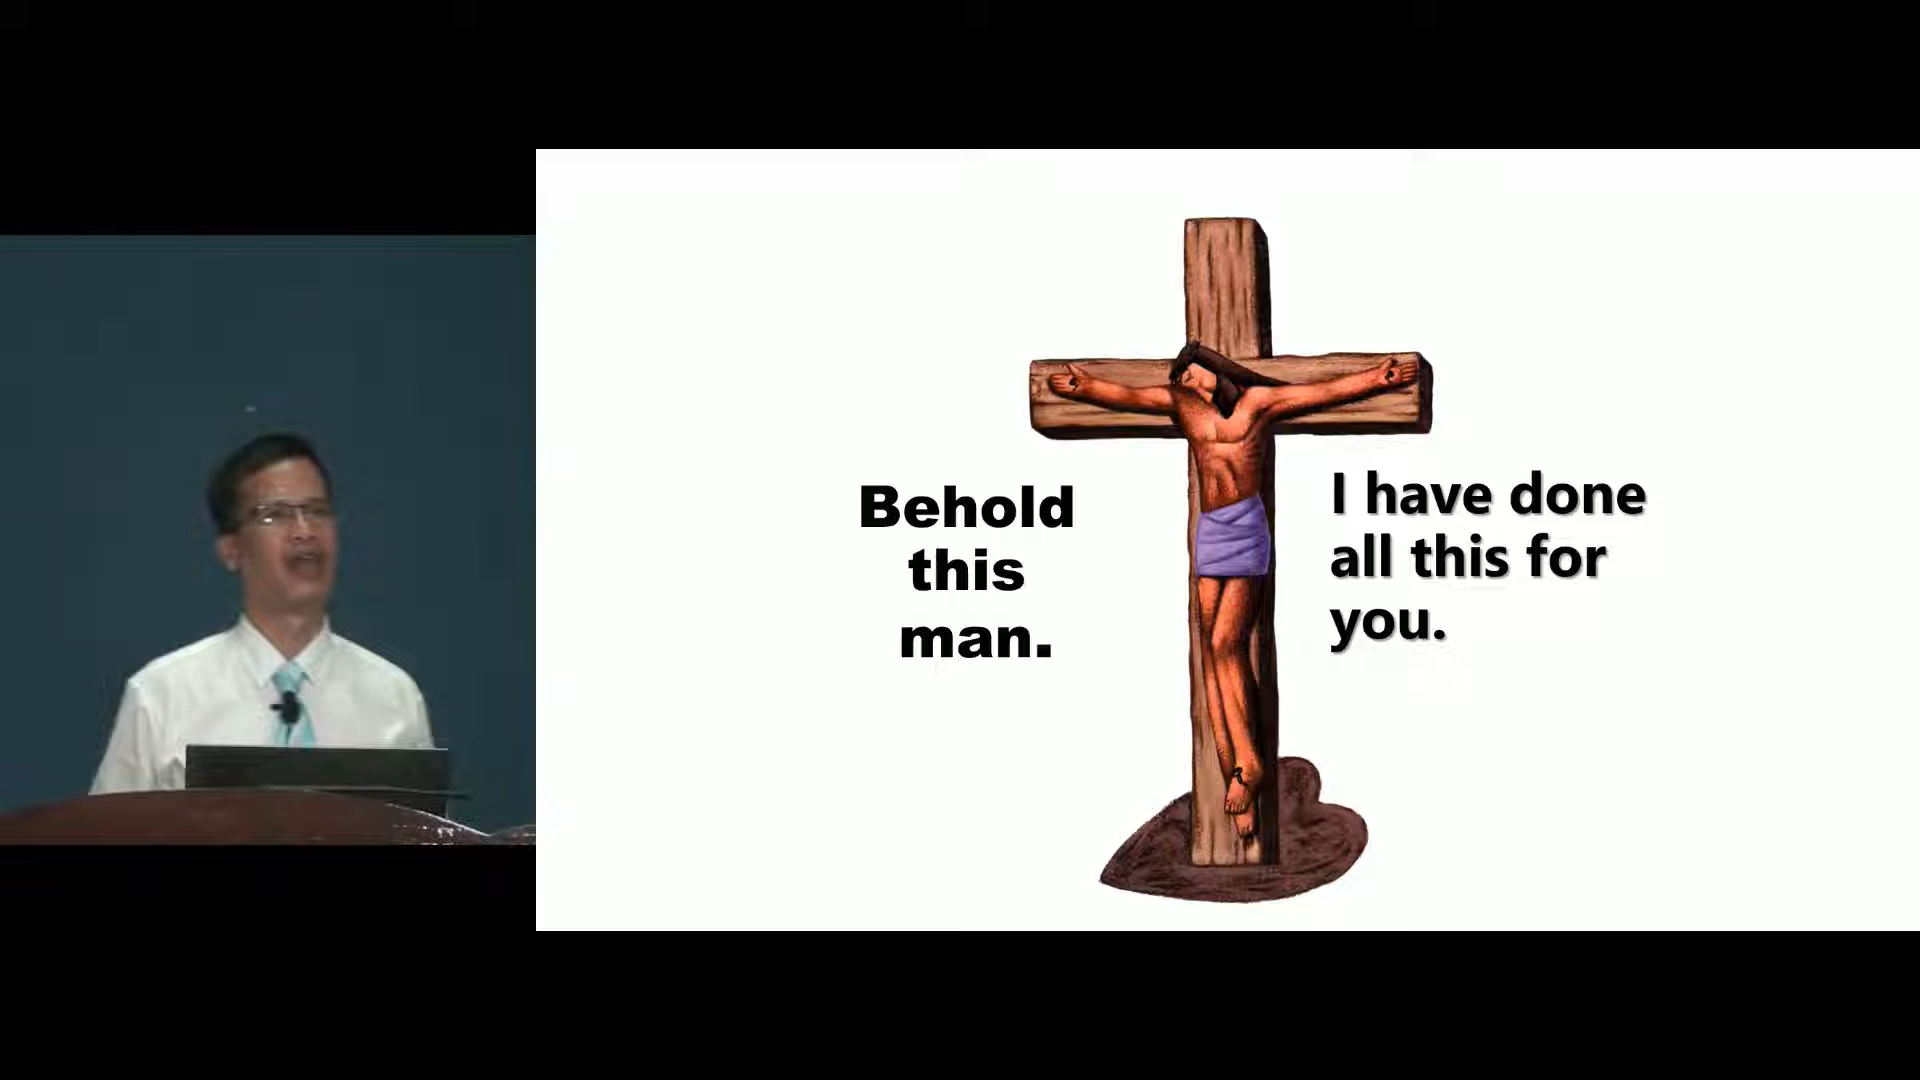 Behold
this
man.
I have done
all this for
you.